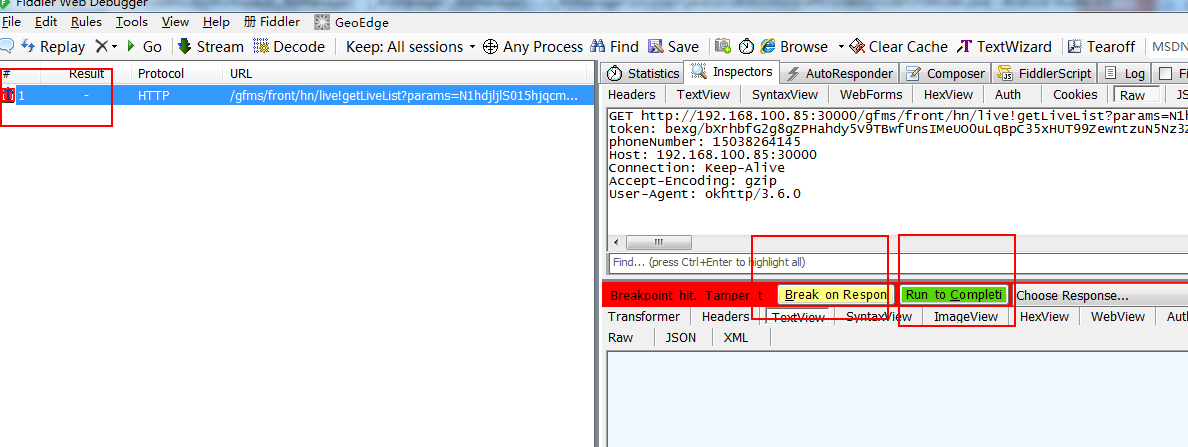 Fiddler Web Debugger
File Edit Rules Tools View Help 册 Fiddler GeoEdge
Replay X Go Stream Decode Keep: All sessions Any Process Find Save Browse Clear Cache TextWizard Tearoff MSDN
# Result Protocol URL
1 - HTTP /gfms/front/hn/live!getLiveList?params=N1hdjljlS015hjqcm...
Statistics Inspectors AutoResponder Composer FiddlerScript Log
Headers TextView SyntaxView WebForms HexView Auth Cookies Raw
GET http://192.168.100.85:30000/gfms/front/hn/live!getLiveList?params=N1h
token:
phoneNumber: 15038264145
Host: 192.168.100.85:30000
Connection: Keep-Alive
Accept-Encoding: gzip
User-Agent: okhttp/3.6.0
Find... (press Ctrl+Enter to highlight all)
Breakpoint hit. Tamper t Break on Respon Run to Completi Choose Response...
Transformer Headers TextView SyntaxView ImageView HexView WebView Aut
Raw JSON XML